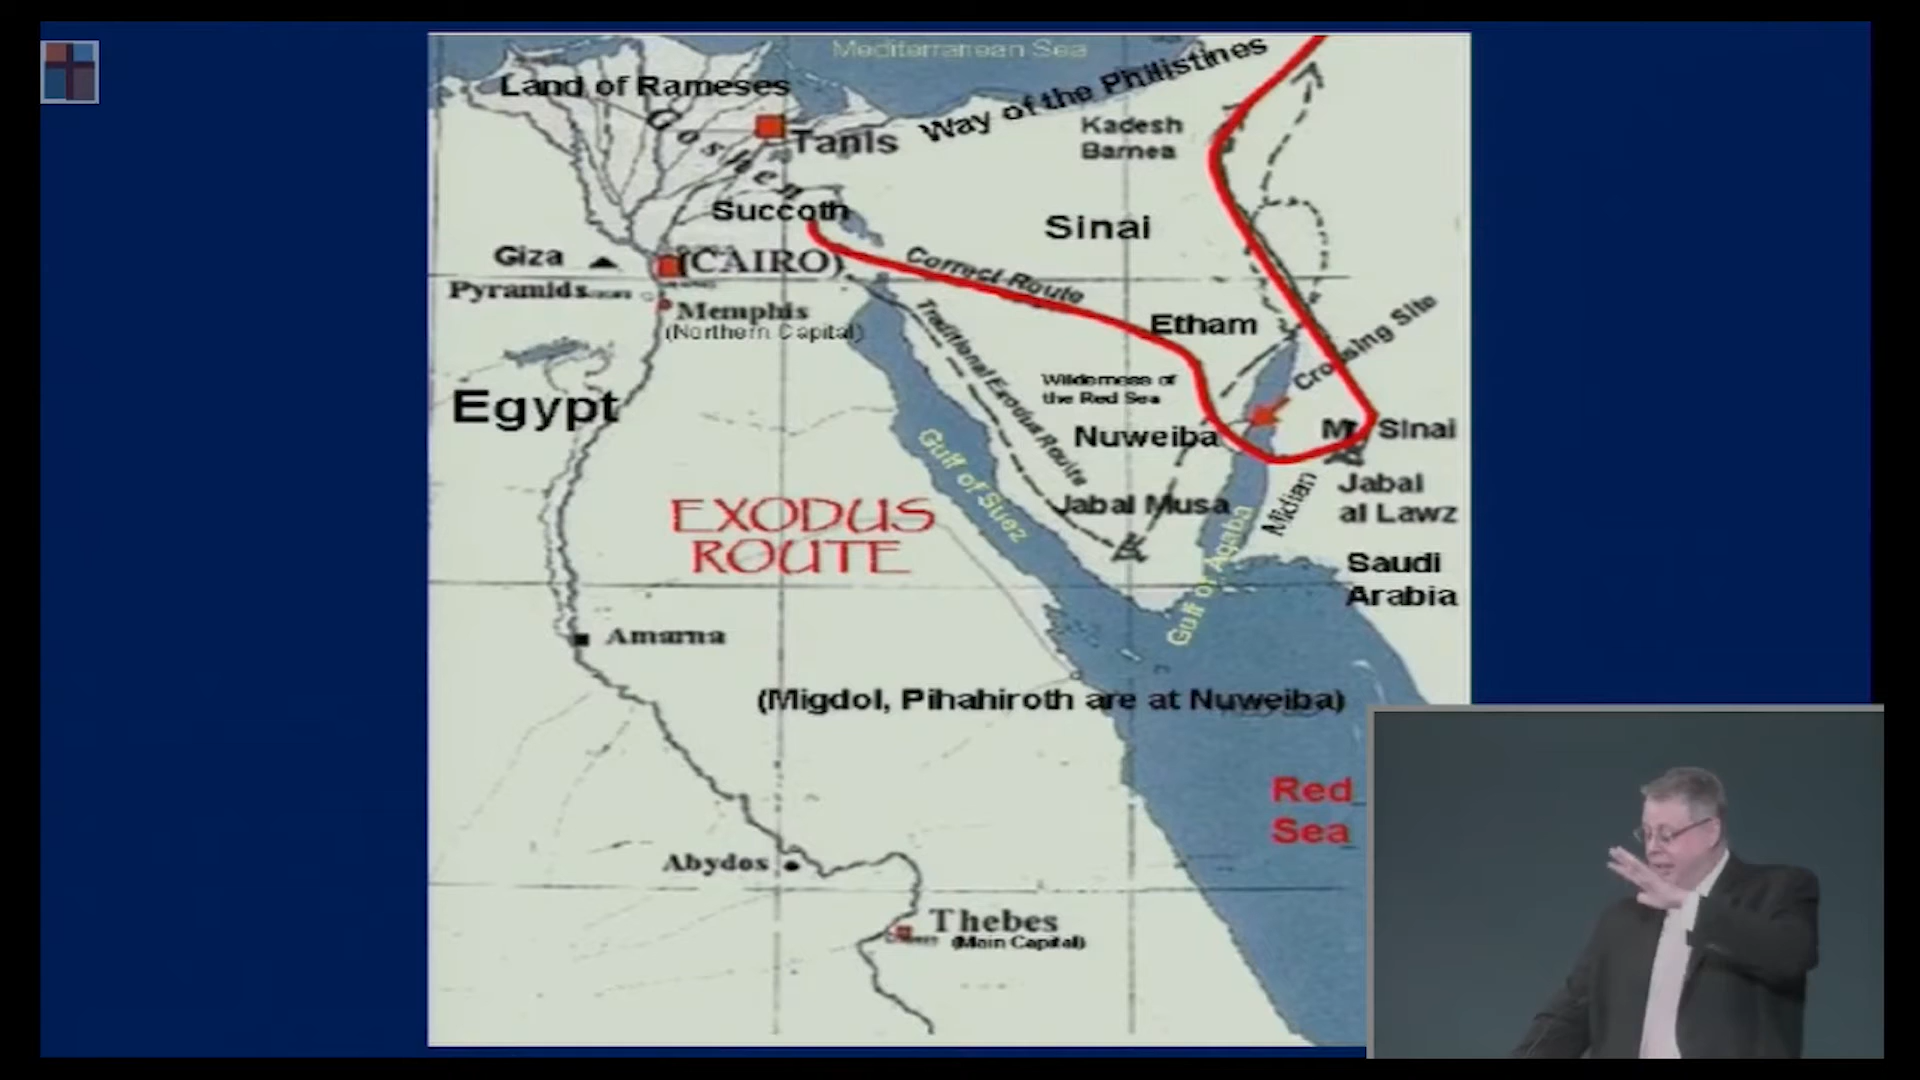 Mediterranean Sea
Land of Rameses
Way of the Philistines
Goshen
Tanis
Kadesh
Barnea
Succoth
Sinai
Giza
(CAIRO)
Correct Route
Pyramids
Memphis
(Northern Capital)
Traditional Exodus Route
Etham
Crossing Site
Wilderness of
the Red Sea
Egypt
Nuweiba
Mt. Sinai
Gulf of Suez
Jabal Musa
Midian
Jabal
al Lawz
EXODUS
ROUTE
Gulf of Aqaba
Saudi
Arabia
Amarna
(Migdol, Pihahiroth are at Nuweiba)
Red
Sea
Abydos
Thebes
(Main Capital)